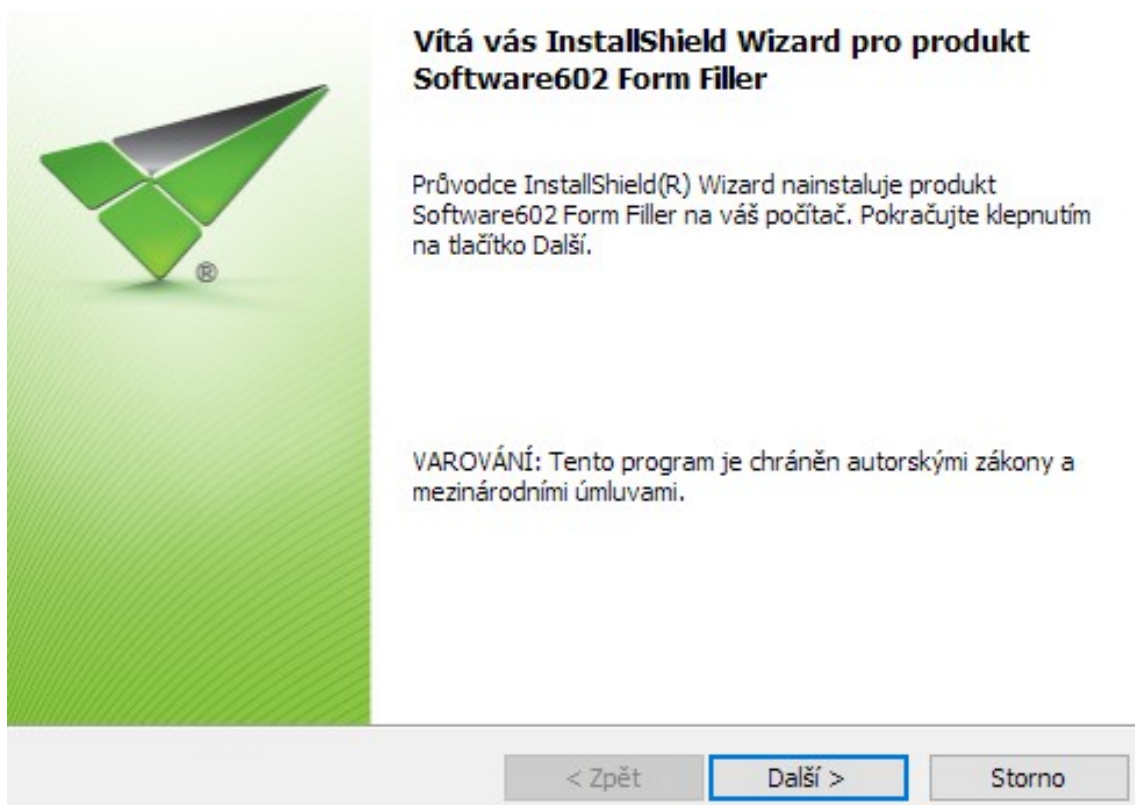 Vítá vás InstallShield Wizard pro produkt
Software602 Form Filler
Průvodce InstallShield(R) Wizard nainstaluje produkt
Software602 Form Filler na váš počítač. Pokračujte klepnutím
na tlačítko Další.
®
VAROVÁNÍ: Tento program je chráněn autorskými zákony a
mezinárodními úmluvami.
< Zpět
Další >
Storno